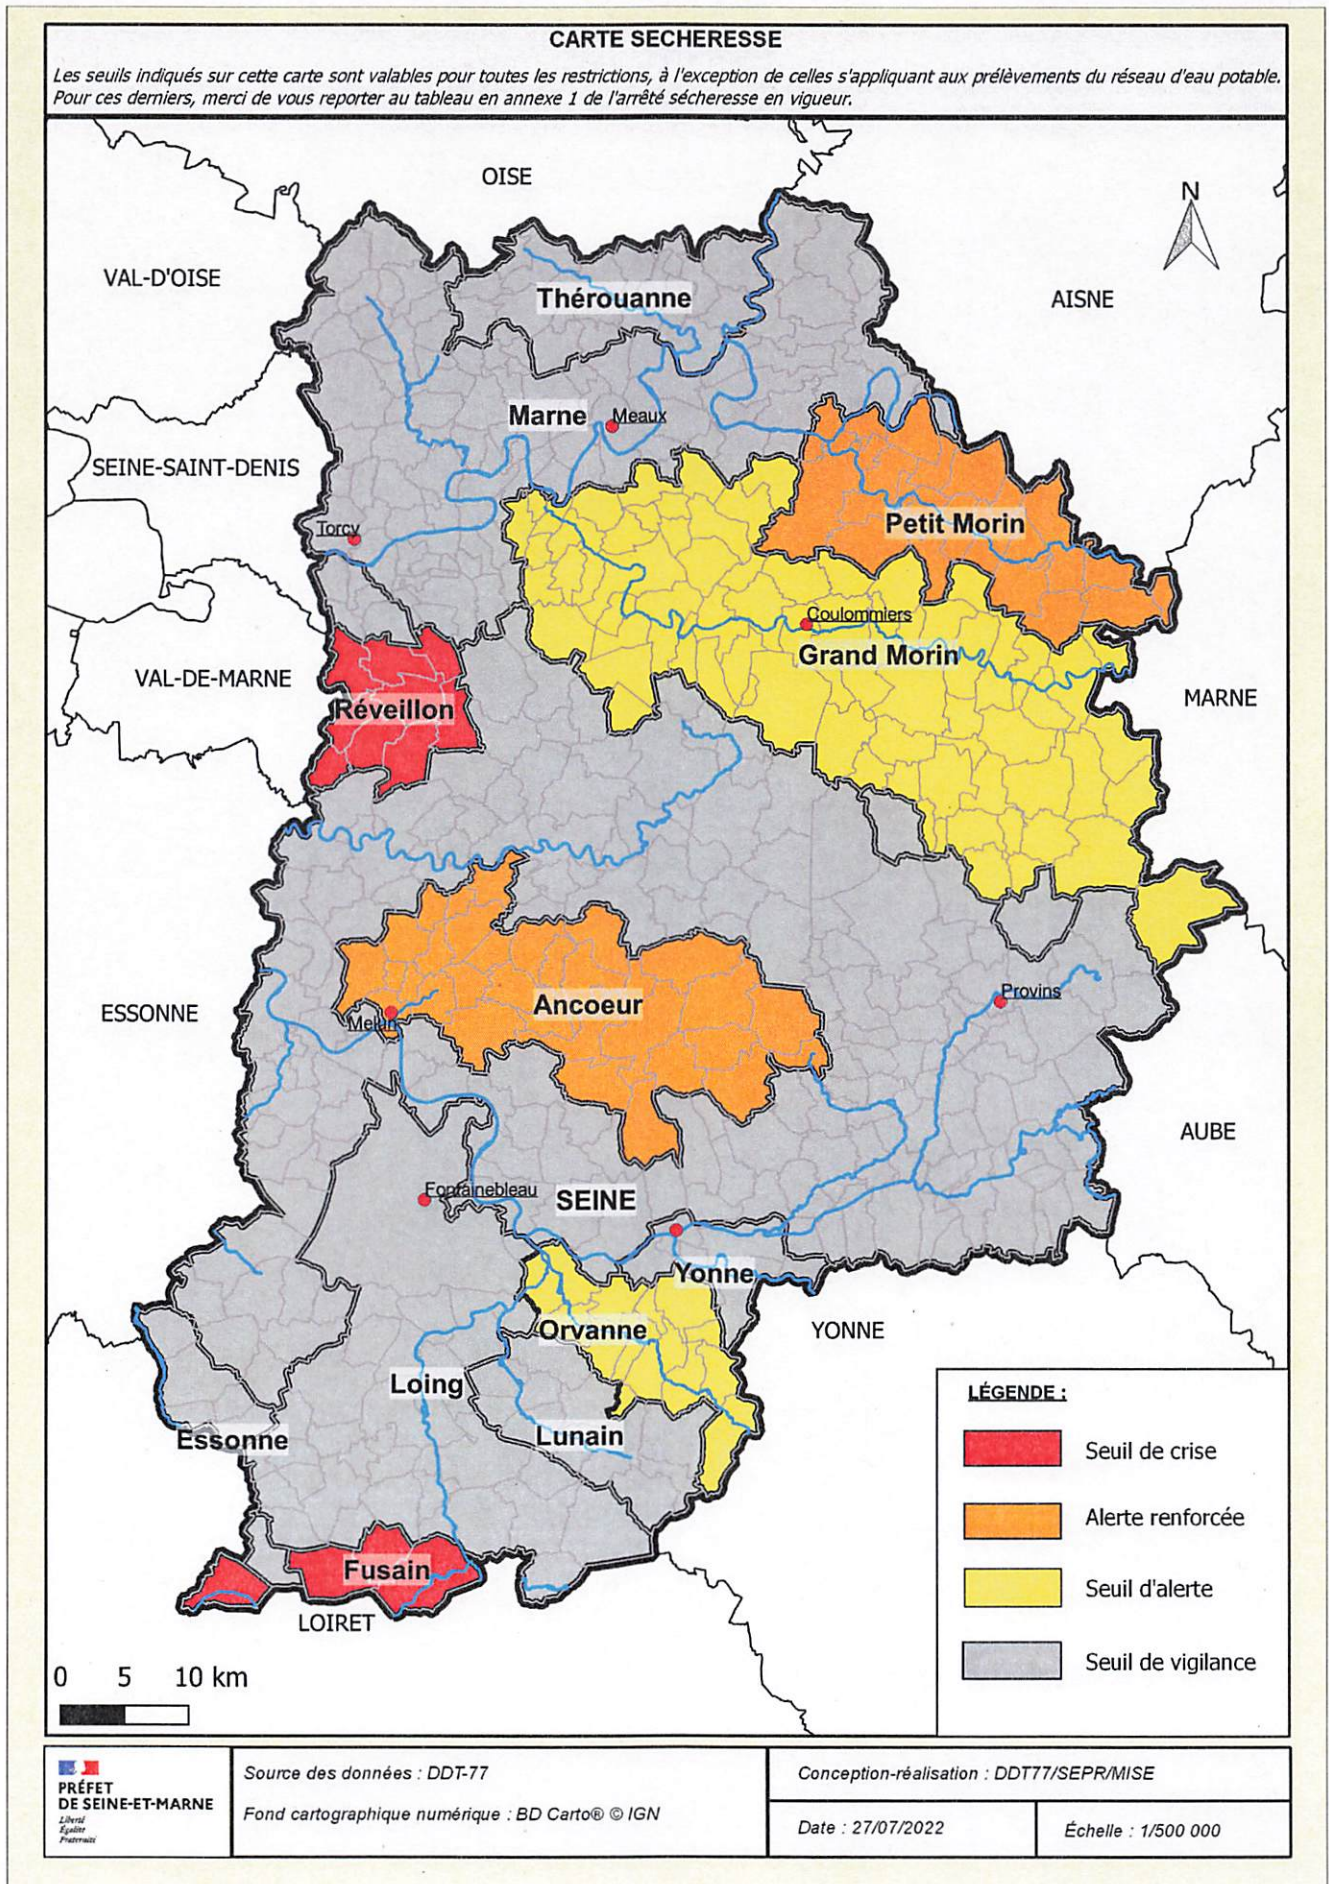 CARTE SECHERESSE
Les seuils indiqués sur cette carte sont valables pour toutes les restrictions, à l'exception de celles s'appliquant aux prélèvements du réseau d'eau potable.
Pour ces derniers, merci de vous reporter au tableau en annexe 1 de l'arrêté sécheresse en vigueur.
OISE
N
VAL-D'OISE
AISNE
Thérouanne
Marne
Meaux
SEINE-SAINT-DENIS
Petit Morin
Torcy
Coulommiers
Grand Morin
VAL-DE-MARNE
MARNE
Réveillon
Provins
Ancoeur
ESSONNE
Melun
AUBE
Fontainebleau
SEINE
Yonne
Orvanne
YONNE
Loing
Lunain
Essonne
Fusain
LOIRET
LÉGENDE :
Seuil de crise
Alerte renforcée
Seuil d'alerte
Seuil de vigilance
0 5 10 km
PRÉFET
DE SEINE-ET-MARNE
Liberté
Égalité
Fraternité
Source des données : DDT-77
Fond cartographique numérique : BD Carto® © IGN
Conception-réalisation : DDT77/SEPR/MISE
Date : 27/07/2022
Échelle : 1/500 000